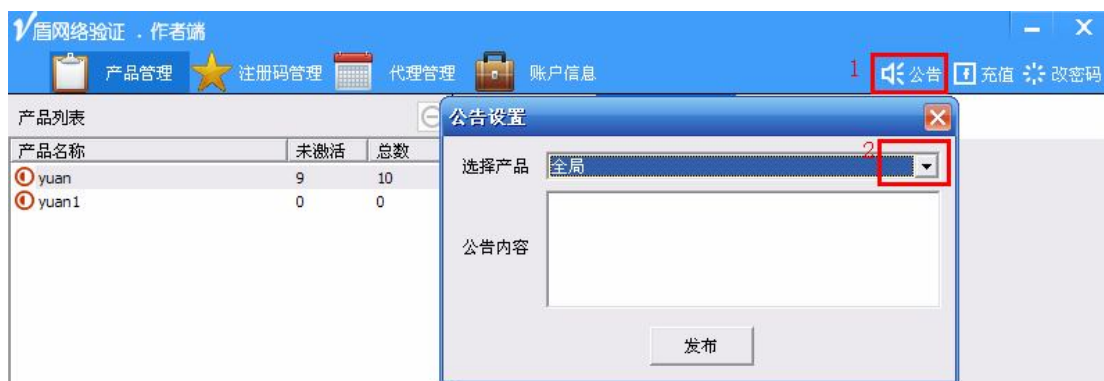 V盾网络验证 . 作者端
产品管理 注册码管理 代理管理 账户信息 1 公告 充值 改密码
产品列表
产品名称 未激活 总数
yuan 9 10
yuan1 0 0
公告设置
选择产品 全局 2
公告内容
发布